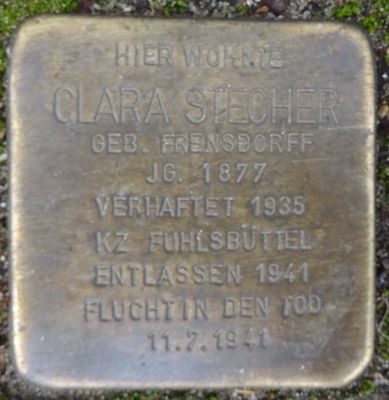 HIER WOHNTE
CLARA STECHER
GEB. FRENSDORFF
JG. 1877
VERHAFTET 1935
KZ FUHLSBÜTTEL
ENTLASSEN 1941
FLUCHT IN DEN TOD
11.7.1941